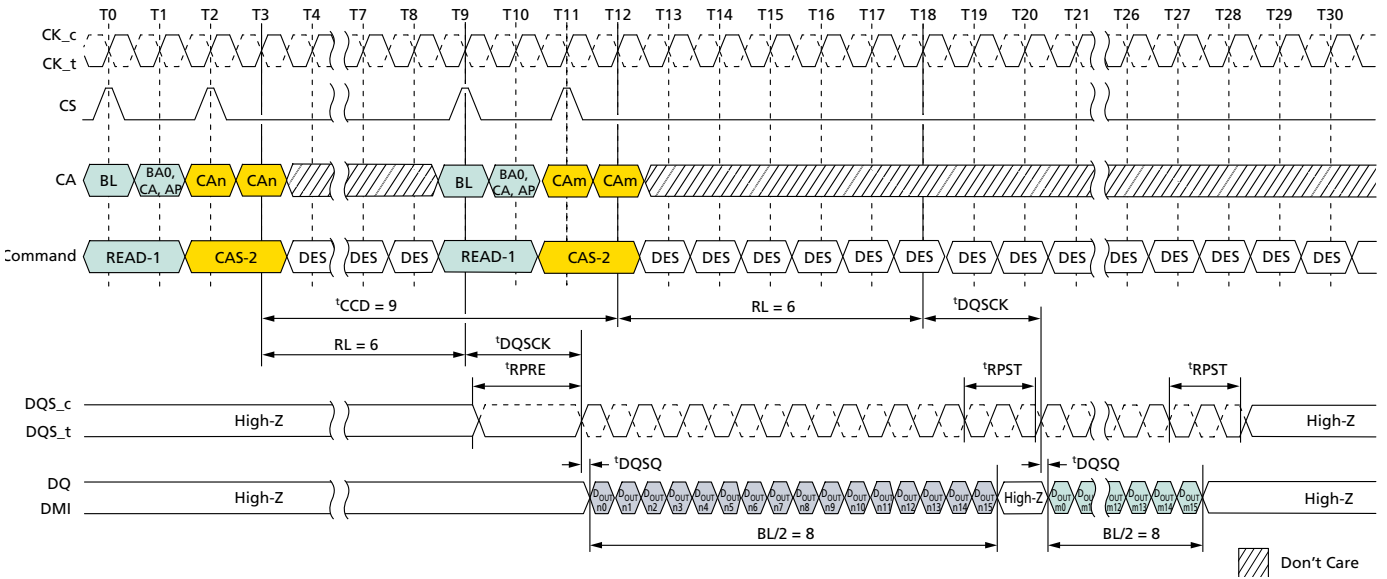 T0 T1 T2 T3 T4 T7 T8 T9 T10 T11 T12 T13 T14 T15 T16 T17 T18 T19 T20 T21 T26 T27 T28 T29 T30
CK_c
CK_t
CS
CA BL BA0, CA, AP CAn CAn BL BA0, CA, AP CAm CAm
Command READ-1 CAS-2 DES DES DES READ-1 CAS-2 DES DES DES DES DES DES DES DES DES DES DES DES DES DES
tCCD = 9 RL = 6 tDQSCK
RL = 6 tDQSCK
tRPRE tRPST tRPST
DQS_c
DQS_t
High-Z High-Z
tDQSQ tDQSQ
DQ
DMI
High-Z DOUT n0 DOUT n1 DOUT n2 DOUT n3 DOUT n4 DOUT n5 DOUT n6 DOUT n7 DOUT n8 DOUT n9 DOUT n10 DOUT n11 DOUT n12 DOUT n13 DOUT n14 DOUT n15 High-Z DOUT m0 DOUT m1 DOUT m12 DOUT m13 DOUT m14 DOUT m15 High-Z
BL/2 = 8 BL/2 = 8
Don't Care